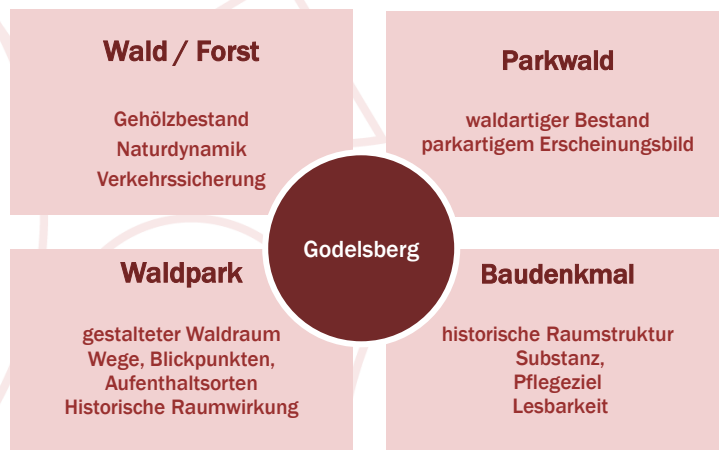 Wald / Forst
Gehölzbestand
Naturdynamik
Verkehrssicherung
Parkwald
waldartiger Bestand
parkartigem Erscheinungsbild
Godelsberg
Waldpark
gestalteter Waldraum
Wege, Blickpunkten,
Aufenthaltsorten
Historische Raumwirkung
Baudenkmal
historische Raumstruktur
Substanz,
Pflegeziel
Lesbarkeit